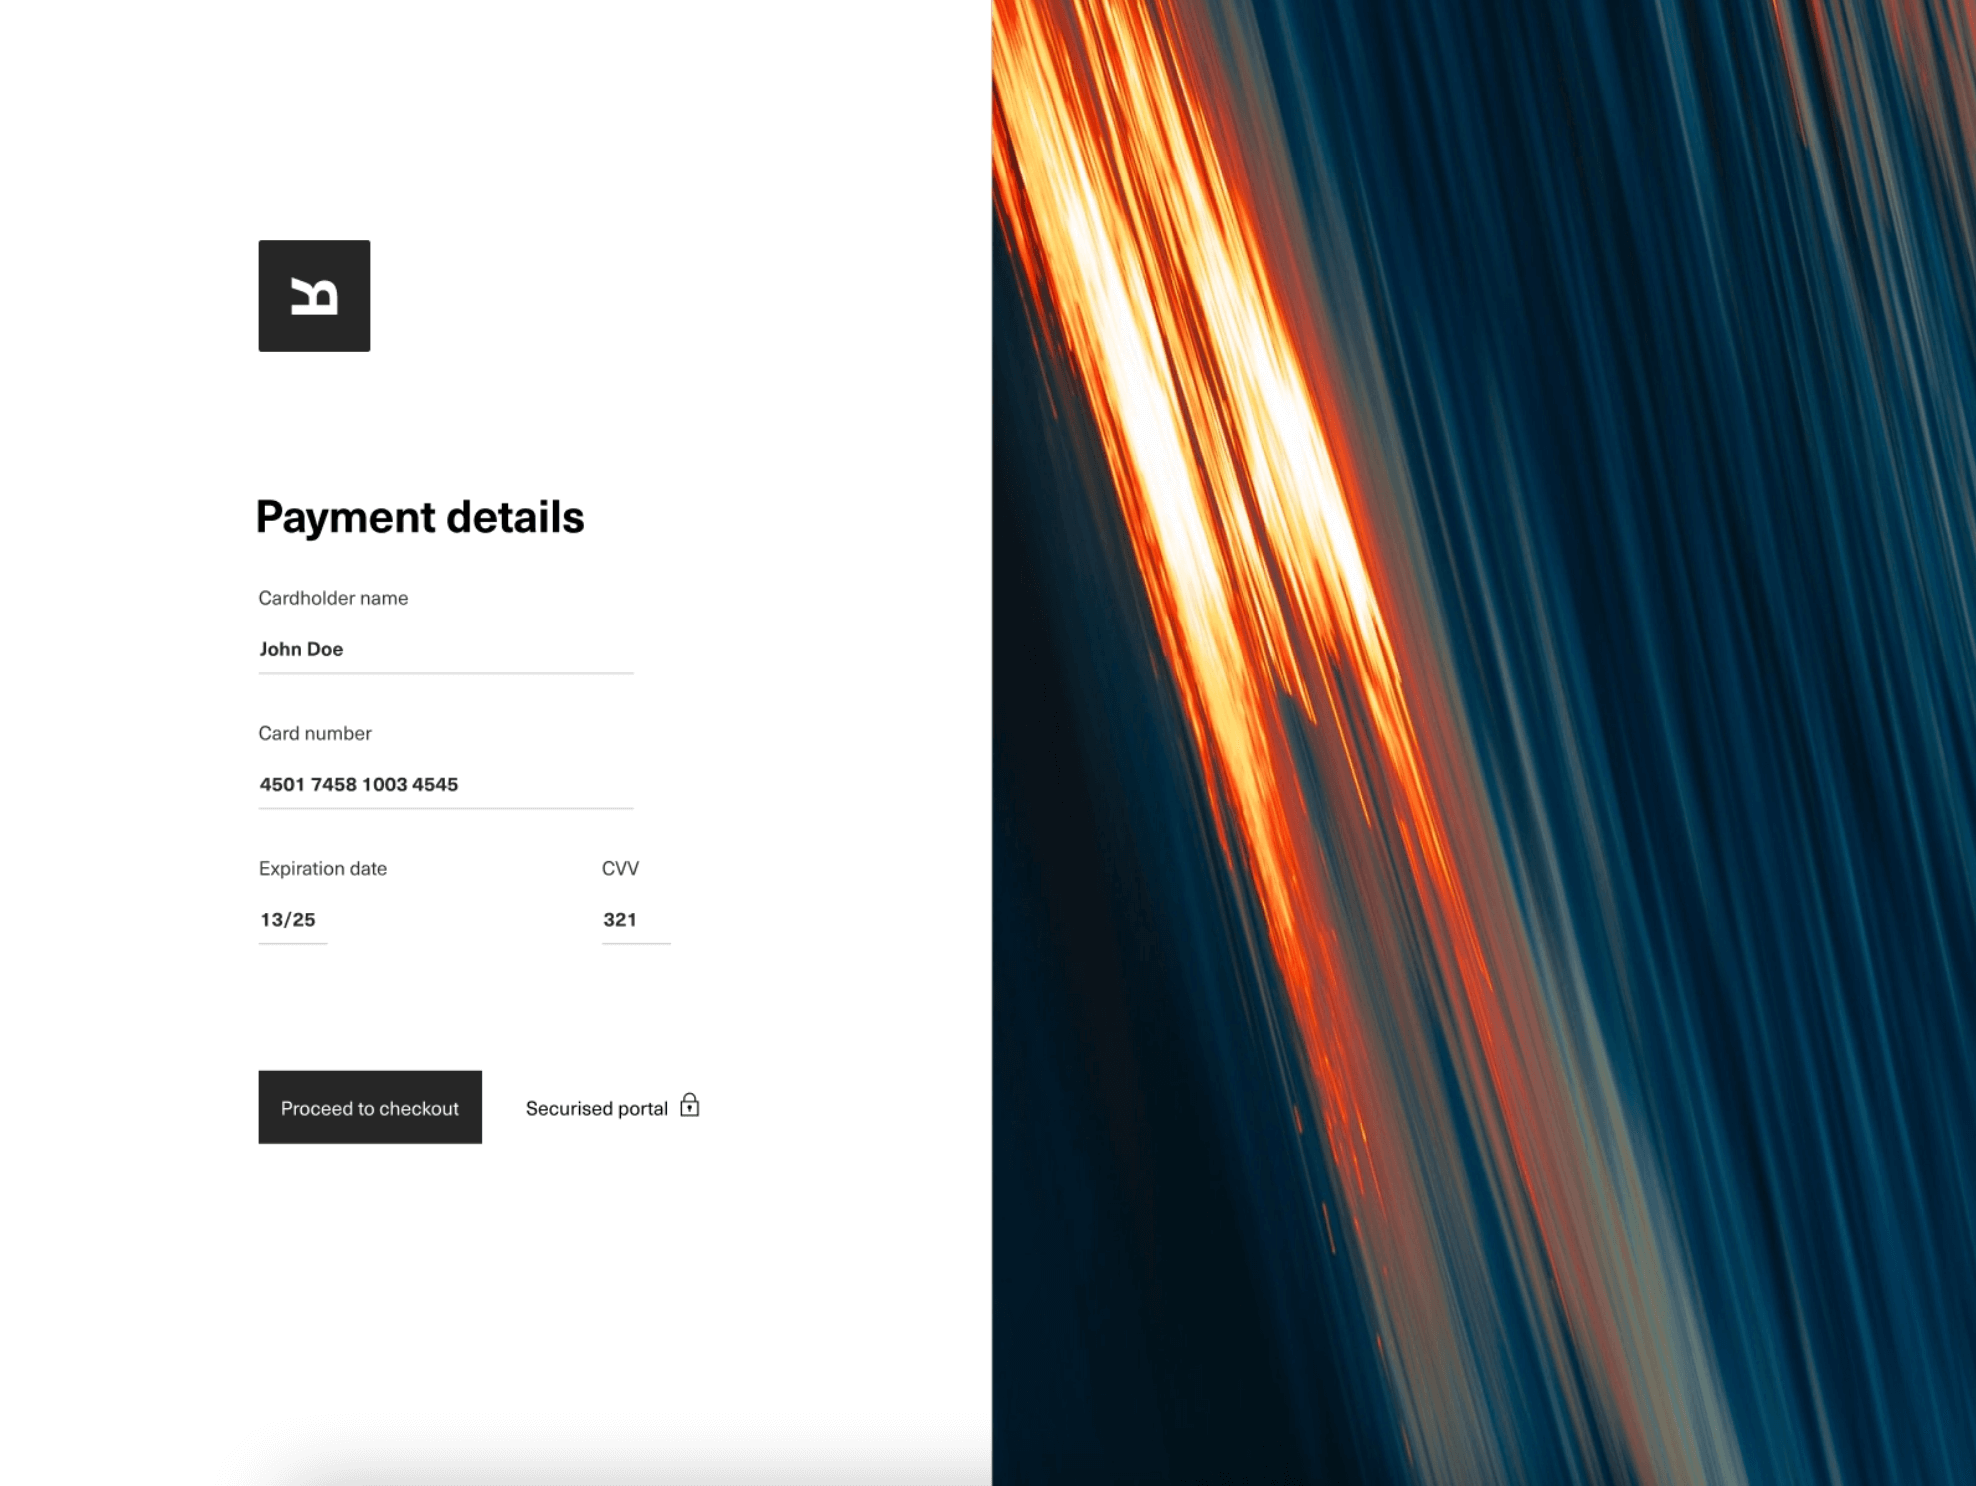 R
Payment details
Cardholder name
John Doe
Card number
4501 7458 1003 4545
Expiration date CVV
13/25 321
Proceed to checkout Securised portal